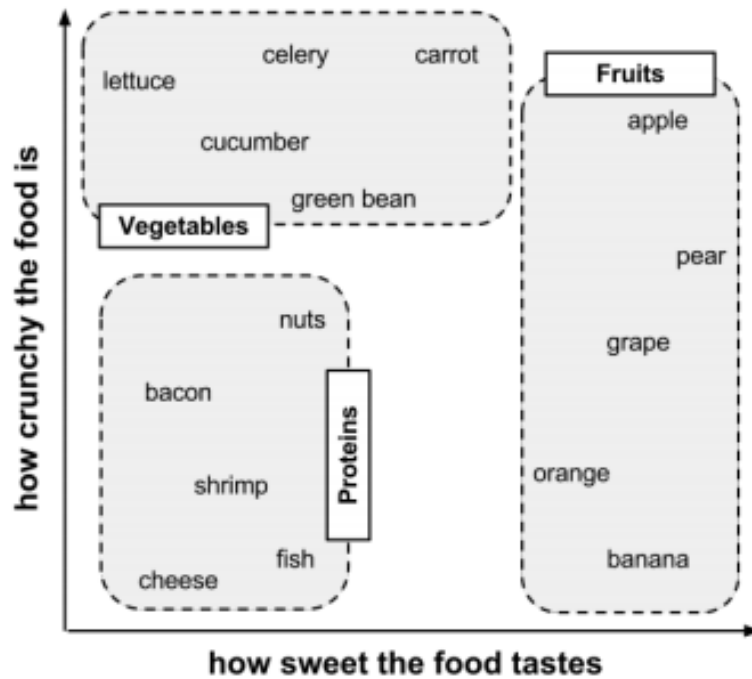 celery
carrot
lettuce
cucumber
green bean
Vegetables
Fruits
apple
pear
grape
orange
banana
nuts
bacon
shrimp
fish
cheese
Proteins
how crunchy the food is
how sweet the food tastes